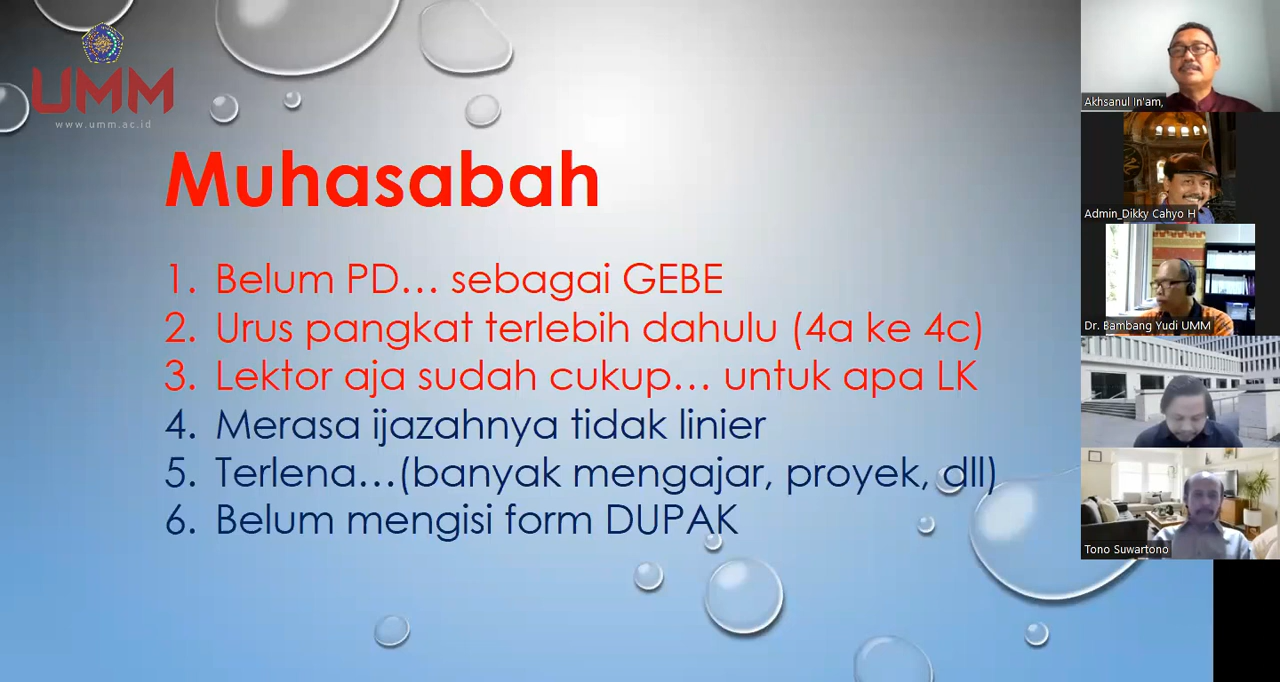 UMM
www.umm.ac.id
Muhasabah
1. Belum PD... sebagai GEBE
2. Urus pangkat terlebih dahulu (4a ke 4c)
3. Lektor aja sudah cukup... untuk apa LK
4. Merasa ijazahnya tidak linier
5. Terlena...(banyak mengajar, proyek, dll)
6. Belum mengisi form DUPAK
Akhsanul In'am,
Admin_Dikky Cahyo H
Dr. Bambang Yudi UMM
Tono Suwartono